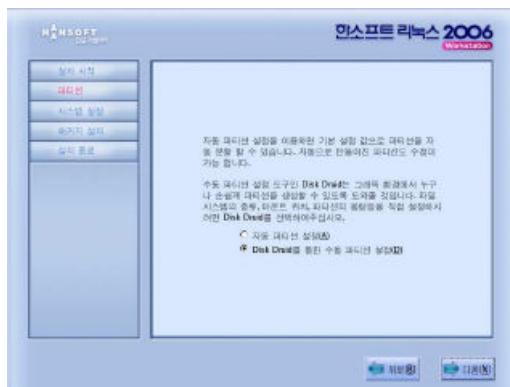 HANSOFT
한소프트 리눅스 2006
Workstation
설치 시작
파티션
시스템 설정
패키지 설치
설치 종료
자동 파티션 설정을 이용하면 기본 설정 값으로 파티션을 자
동 분할 할 수 있습니다. 자동으로 만들어진 파티션도 수정이
가능 합니다.
수동 파티션 설정 도구인 Disk Druid는 그래픽 환경에서 누구
나 손쉽게 파티션을 생성할 수 있도록 도와줄 것입니다. 파일
시스템의 종류, 마운트 위치, 파티션의 용량등을 직접 설정하시
려면 Disk Druid를 선택하여주십시오.
자동 파티션 설정(A)
Disk Druid를 통한 수동 파티션 설정(D)
뒤로(B)
다음(N)